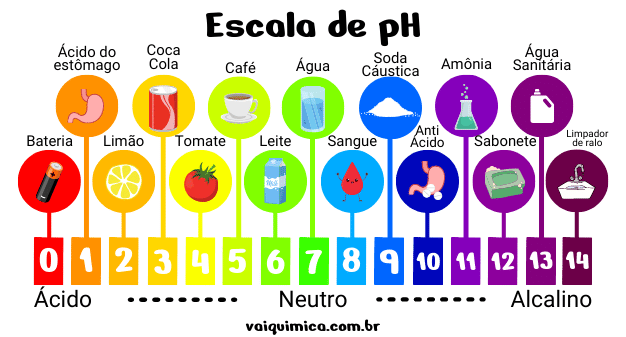 Escala de pH
Ácido do
estômago
Coca
Cola
Café
Água
Soda
Cáustica
Amônia
Água
Sanitária
Bateria
Limão
Tomate
Leite
Sangue
Anti
Ácido
Sabonete
Limpador
de ralo
0 1 2 3 4 5 6 7 8 9 10 11 12 13 14
Ácido Neutro Alcalino
vaiquimica.com.br